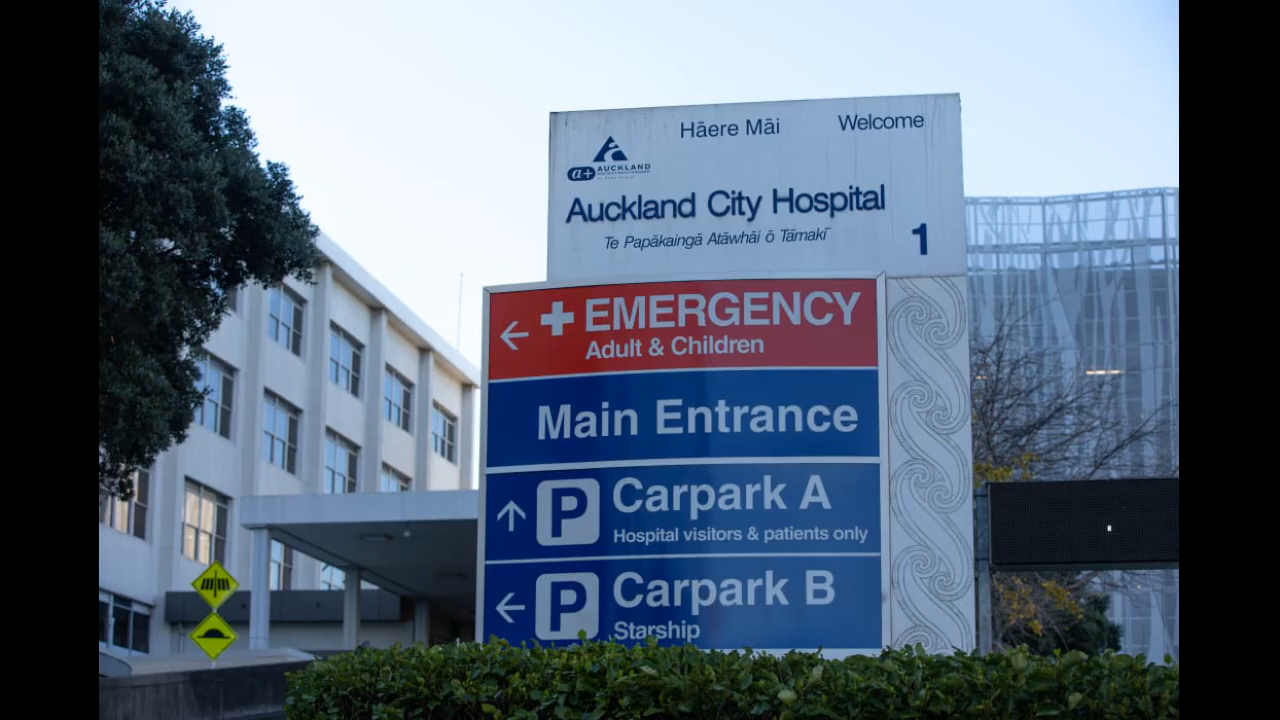 Hāere Māi
Welcome
a+ AUCKLAND
Auckland City Hospital
Te Papākaingā Atāwhāi ō Tāmakī
1
EMERGENCY
Adult & Children
Main Entrance
P Carpark A
Hospital visitors & patients only
P Carpark B
Starship